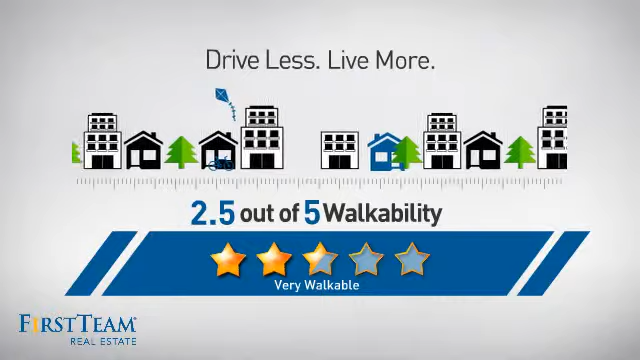 Drive Less. Live More.
2.5 out of 5 Walkability
Very Walkable
FIRSTTEAM®
REAL ESTATE